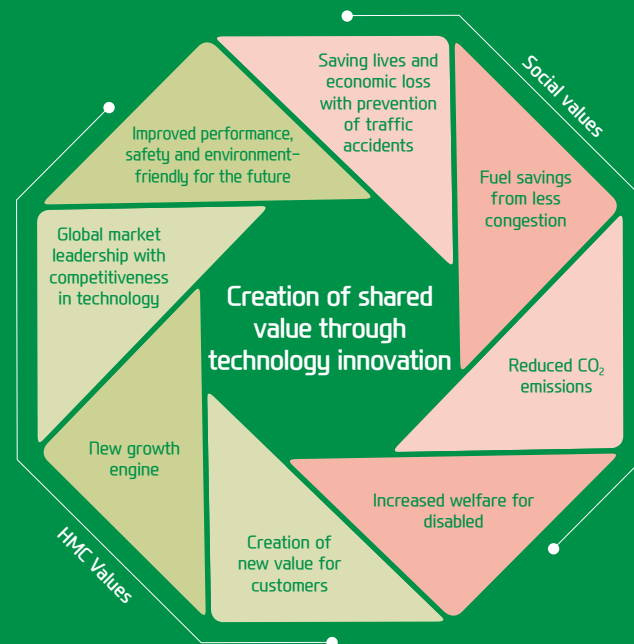 Social values
Saving lives and
economic loss
with prevention
of traffic
accidents
Improved performance,
safety and environment-
friendly for the future
Fuel savings
from less
congestion
Global market
leadership with
competitiveness
in technology
Creation of shared
value through
technology innovation
Reduced CO₂
emissions
New growth
engine
Increased welfare for
disabled
Creation of
new value for
customers
HMC Values